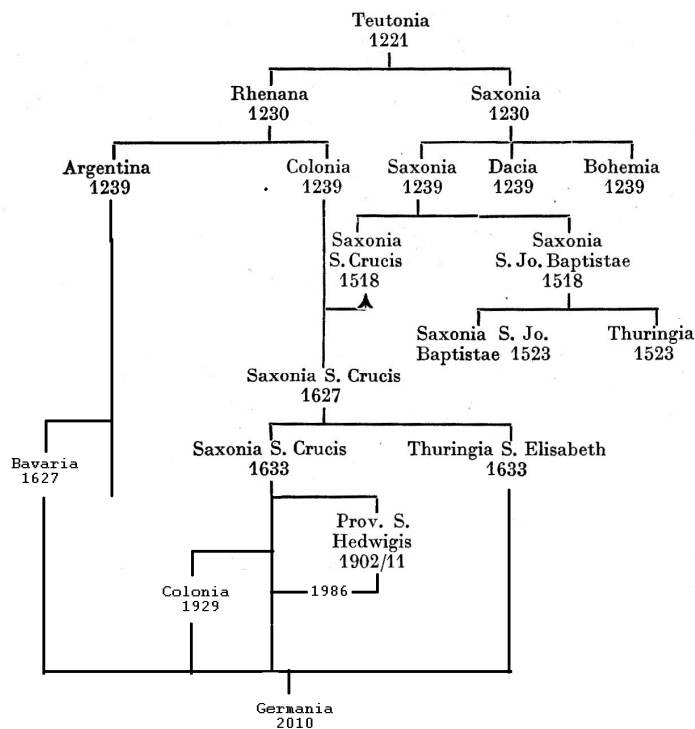 Teutonia
1221
Rhenana
1230
Saxonia
1230
Argentina
1239
Colonia
1239
Saxonia
1239
Dacia
1239
Bohemia
1239
Saxonia
S. Crucis
1518
Saxonia
S. Jo. Baptistae
1518
Saxonia S. Jo.
Baptistae 1523
Thuringia
1523
Saxonia S. Crucis
1627
Bavaria
1627
Saxonia S. Crucis
1633
Thuringia S. Elisabeth
1633
Prov. S.
Hedwigis
1902/11
Colonia
1929
1986
Germania
2010